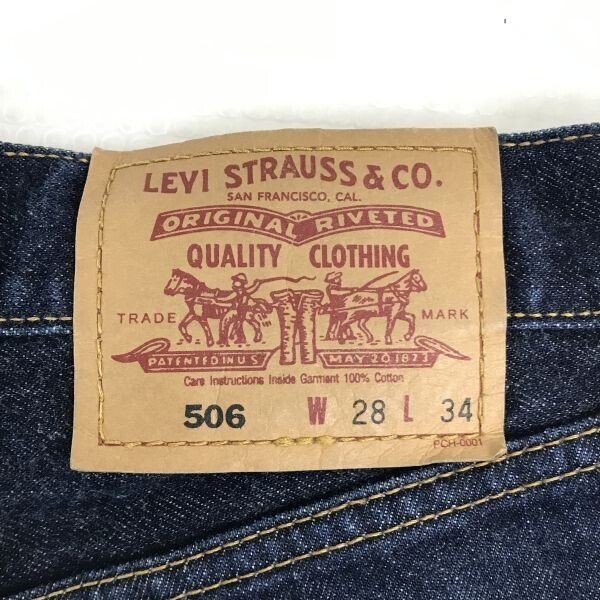 LEVI STRAUSS & CO.
SAN FRANCISCO, CAL.
ORIGINAL RIVETED
QUALITY CLOTHING
TRADE MARK
PATENTED IN U.S. MAY 20 1873
Care Instructions Inside Garment 100% Cotton
506 W 28 L 34
PCH-0001